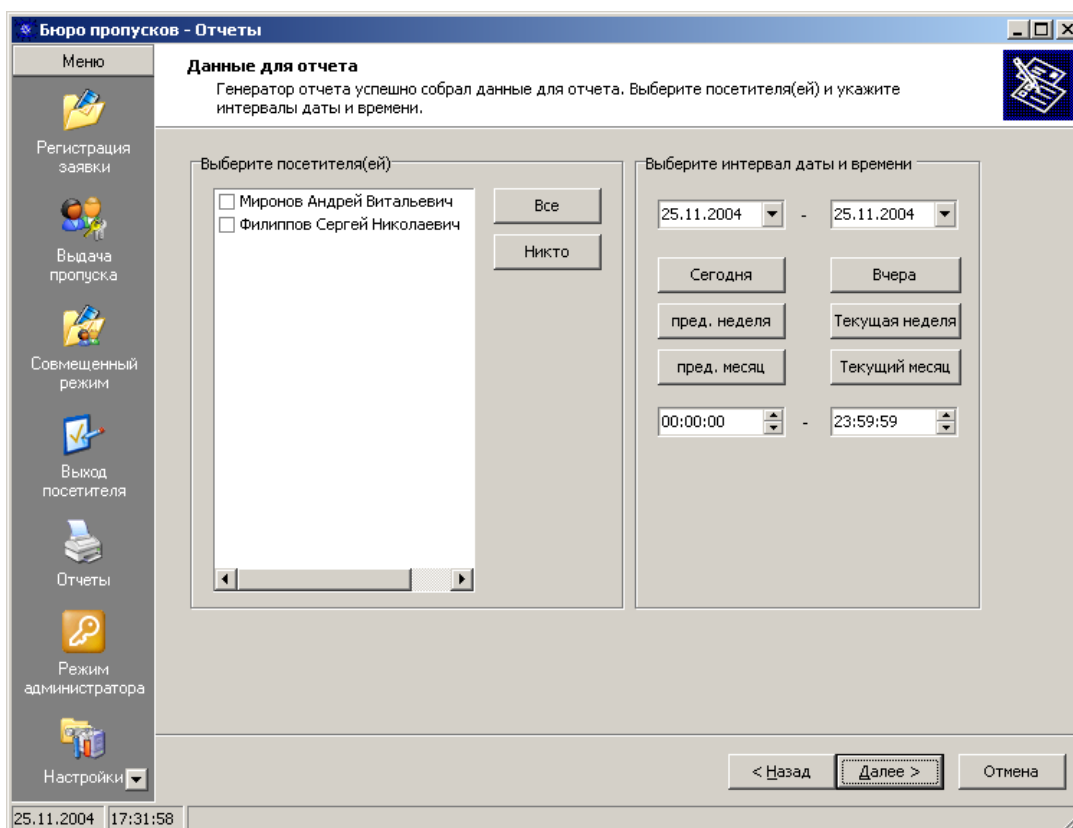 Бюро пропусков - Отчеты
Меню
Регистрация
заявки
Выдача
пропуска
Совмещенный
режим
Выход
посетителя
Отчеты
Режим
администратора
Настройки
Данные для отчета
Генератор отчета успешно собрал данные для отчета. Выберите посетителя(ей) и укажите
интервалы даты и времени.
Выберите посетителя(ей)
Миронов Андрей Витальевич
Филиппов Сергей Николаевич
Все
Никто
Выберите интервал даты и времени
25.11.2004 - 25.11.2004
Сегодня Вчера
пред. неделя Текущая неделя
пред. месяц Текущий месяц
00:00:00 - 23:59:59
< Назад Далее > Отмена
25.11.2004 17:31:58